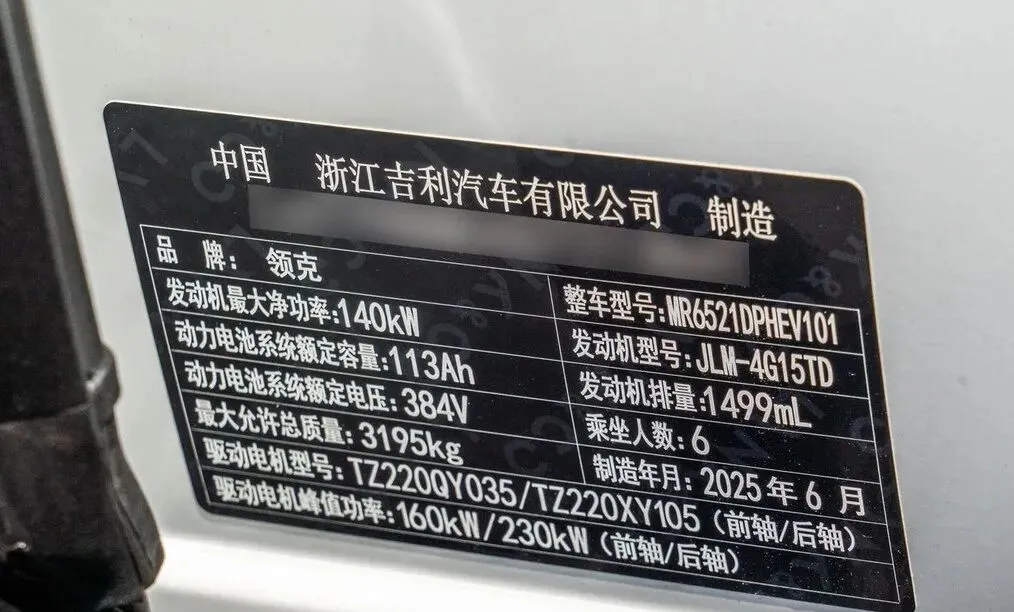 中国 浙江吉利汽车有限公司 制造
品牌：领克
整车型号:MR6521DPHEV101
发动机最大净功率:140kW
发动机型号:JLM-4G15TD
动力电池系统额定容量:113Ah
发动机排量:1499mL
动力电池系统额定电压:384V
乘坐人数:6
最大允许总质量:3195kg
制造年月:2025年6月
驱动电机型号:TZ220QY035/TZ220XY105(前轴/后轴)
驱动电机峰值功率:160kW/230kW(前轴/后轴)